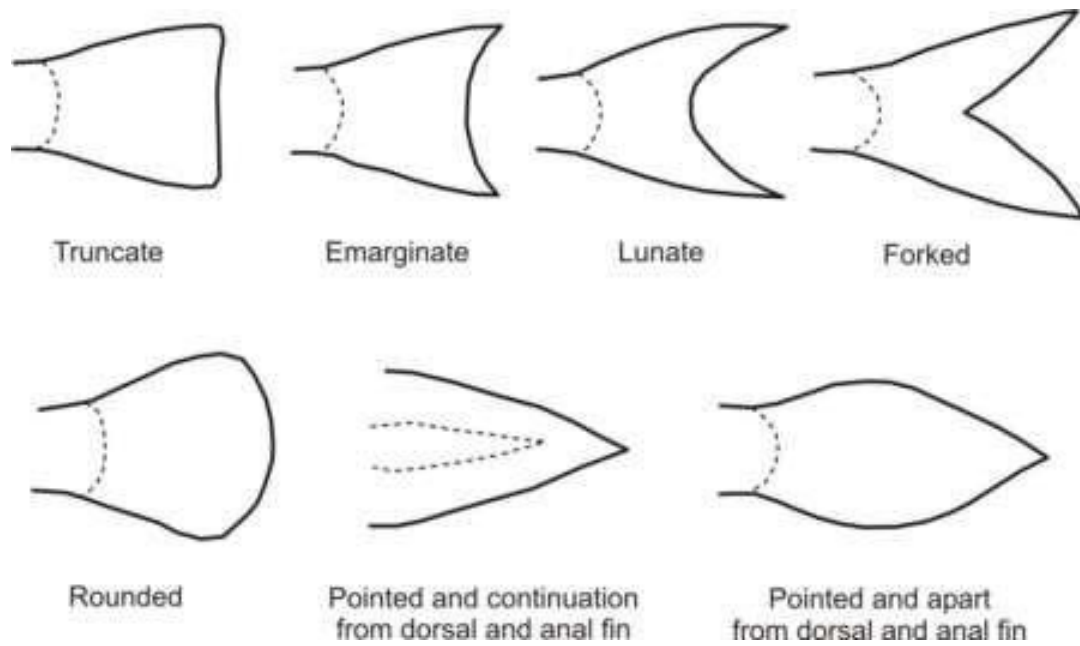 Truncate
Emarginate
Lunate
Forked
Rounded
Pointed and continuation
from dorsal and anal fin
Pointed and apart
from dorsal and anal fin